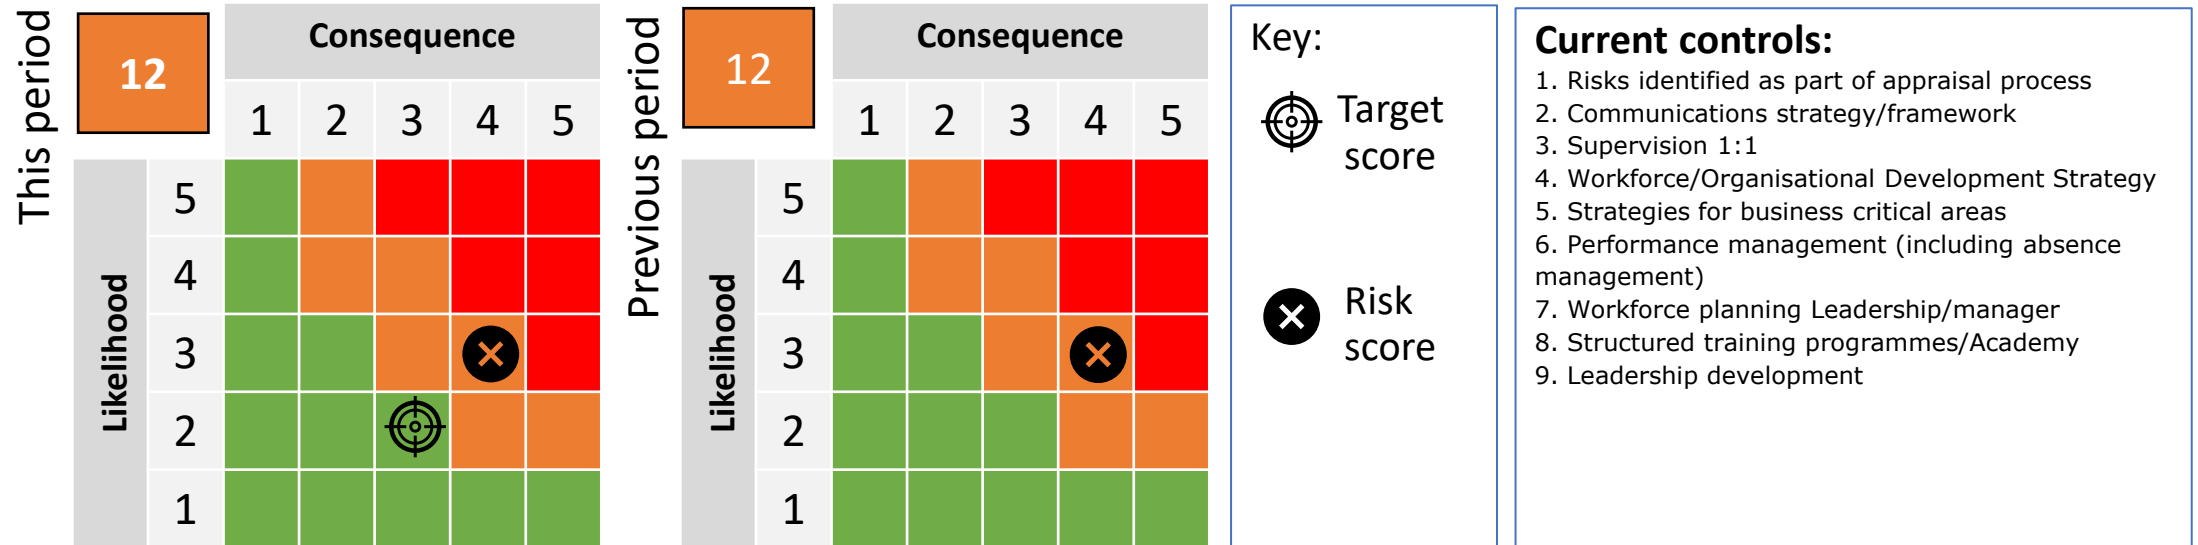 This period
12
Consequence
1 2 3 4 5
Likelihood
5
4
3
2
1
Previous period
12
Consequence
1 2 3 4 5
Likelihood
5
4
3
2
1
Key:
Target
score
Risk
score
Current controls:
1. Risks identified as part of appraisal process
2. Communications strategy/framework
3. Supervision 1:1
4. Workforce/Organisational Development Strategy
5. Strategies for business critical areas
6. Performance management (including absence
management)
7. Workforce planning Leadership/manager
8. Structured training programmes/Academy
9. Leadership development